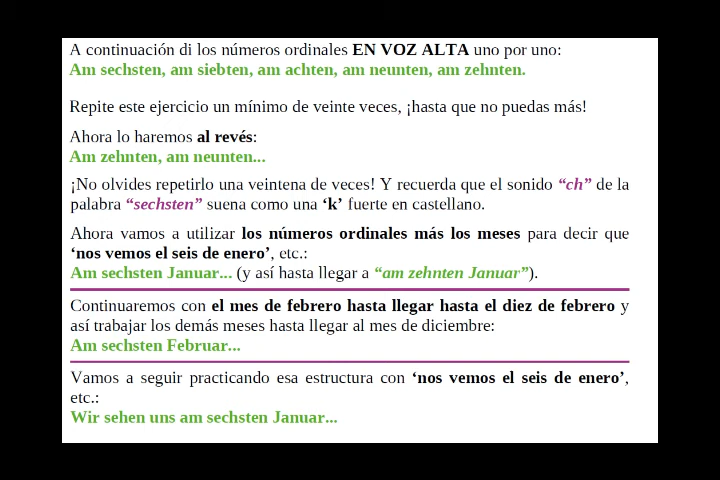 A continuación di los números ordinales EN VOZ ALTA uno por uno:
Am sechsten, am siebten, am achten, am neunten, am zehnten.
Repite este ejercicio un mínimo de veinte veces, ¡hasta que no puedas más!
Ahora lo haremos al revés:
Am zehnten, am neunten...
¡No olvides repetirlo una veintena de veces! Y recuerda que el sonido “ch” de la
palabra “sechsten” suena como una ‘k’ fuerte en castellano.
Ahora vamos a utilizar los números ordinales más los meses para decir que
‘nos vemos el seis de enero’, etc.:
Am sechsten Januar... (y así hasta llegar a “am zehnten Januar”).
Continuaremos con el mes de febrero hasta llegar hasta el diez de febrero y
así trabajar los demás meses hasta llegar al mes de diciembre:
Am sechsten Februar...
Vamos a seguir practicando esa estructura con ‘nos vemos el seis de enero’,
etc.:
Wir sehen uns am sechsten Januar...